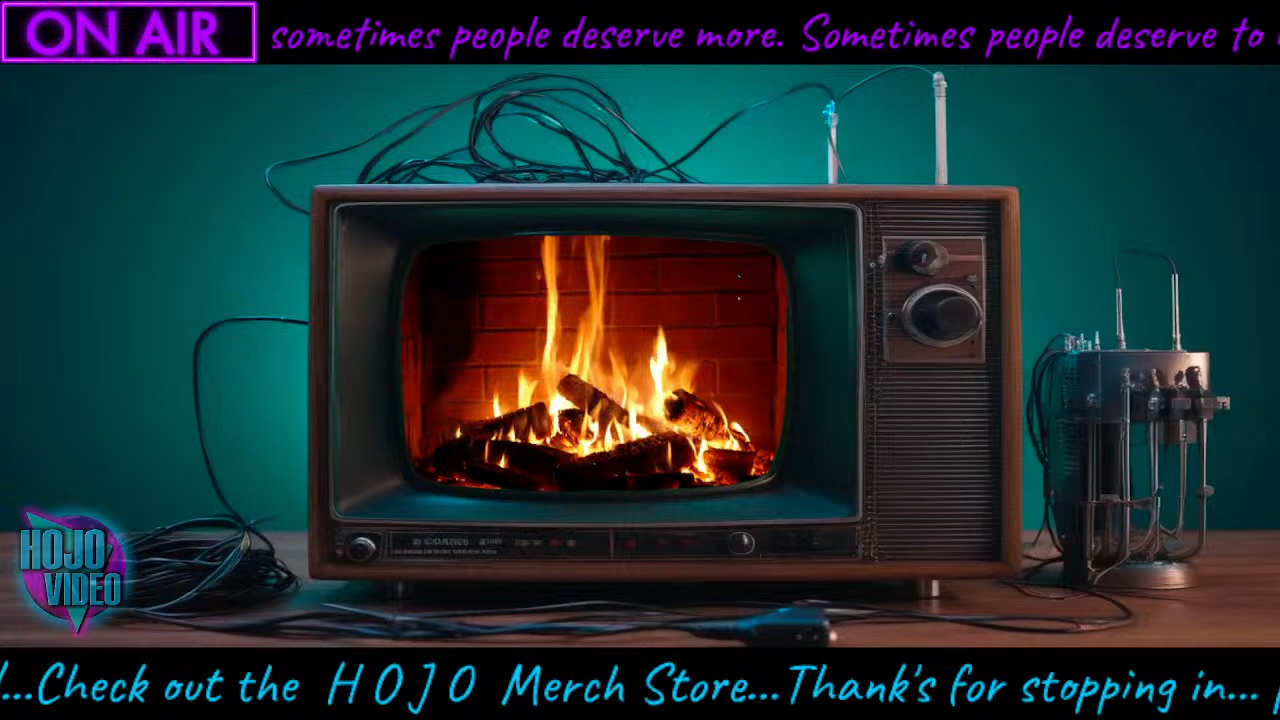 ON AIR
sometimes people deserve more. Sometimes people deserve to
HOJO
VIDEO
...Check out the HOJO Merch Store...Thank's for stopping in...